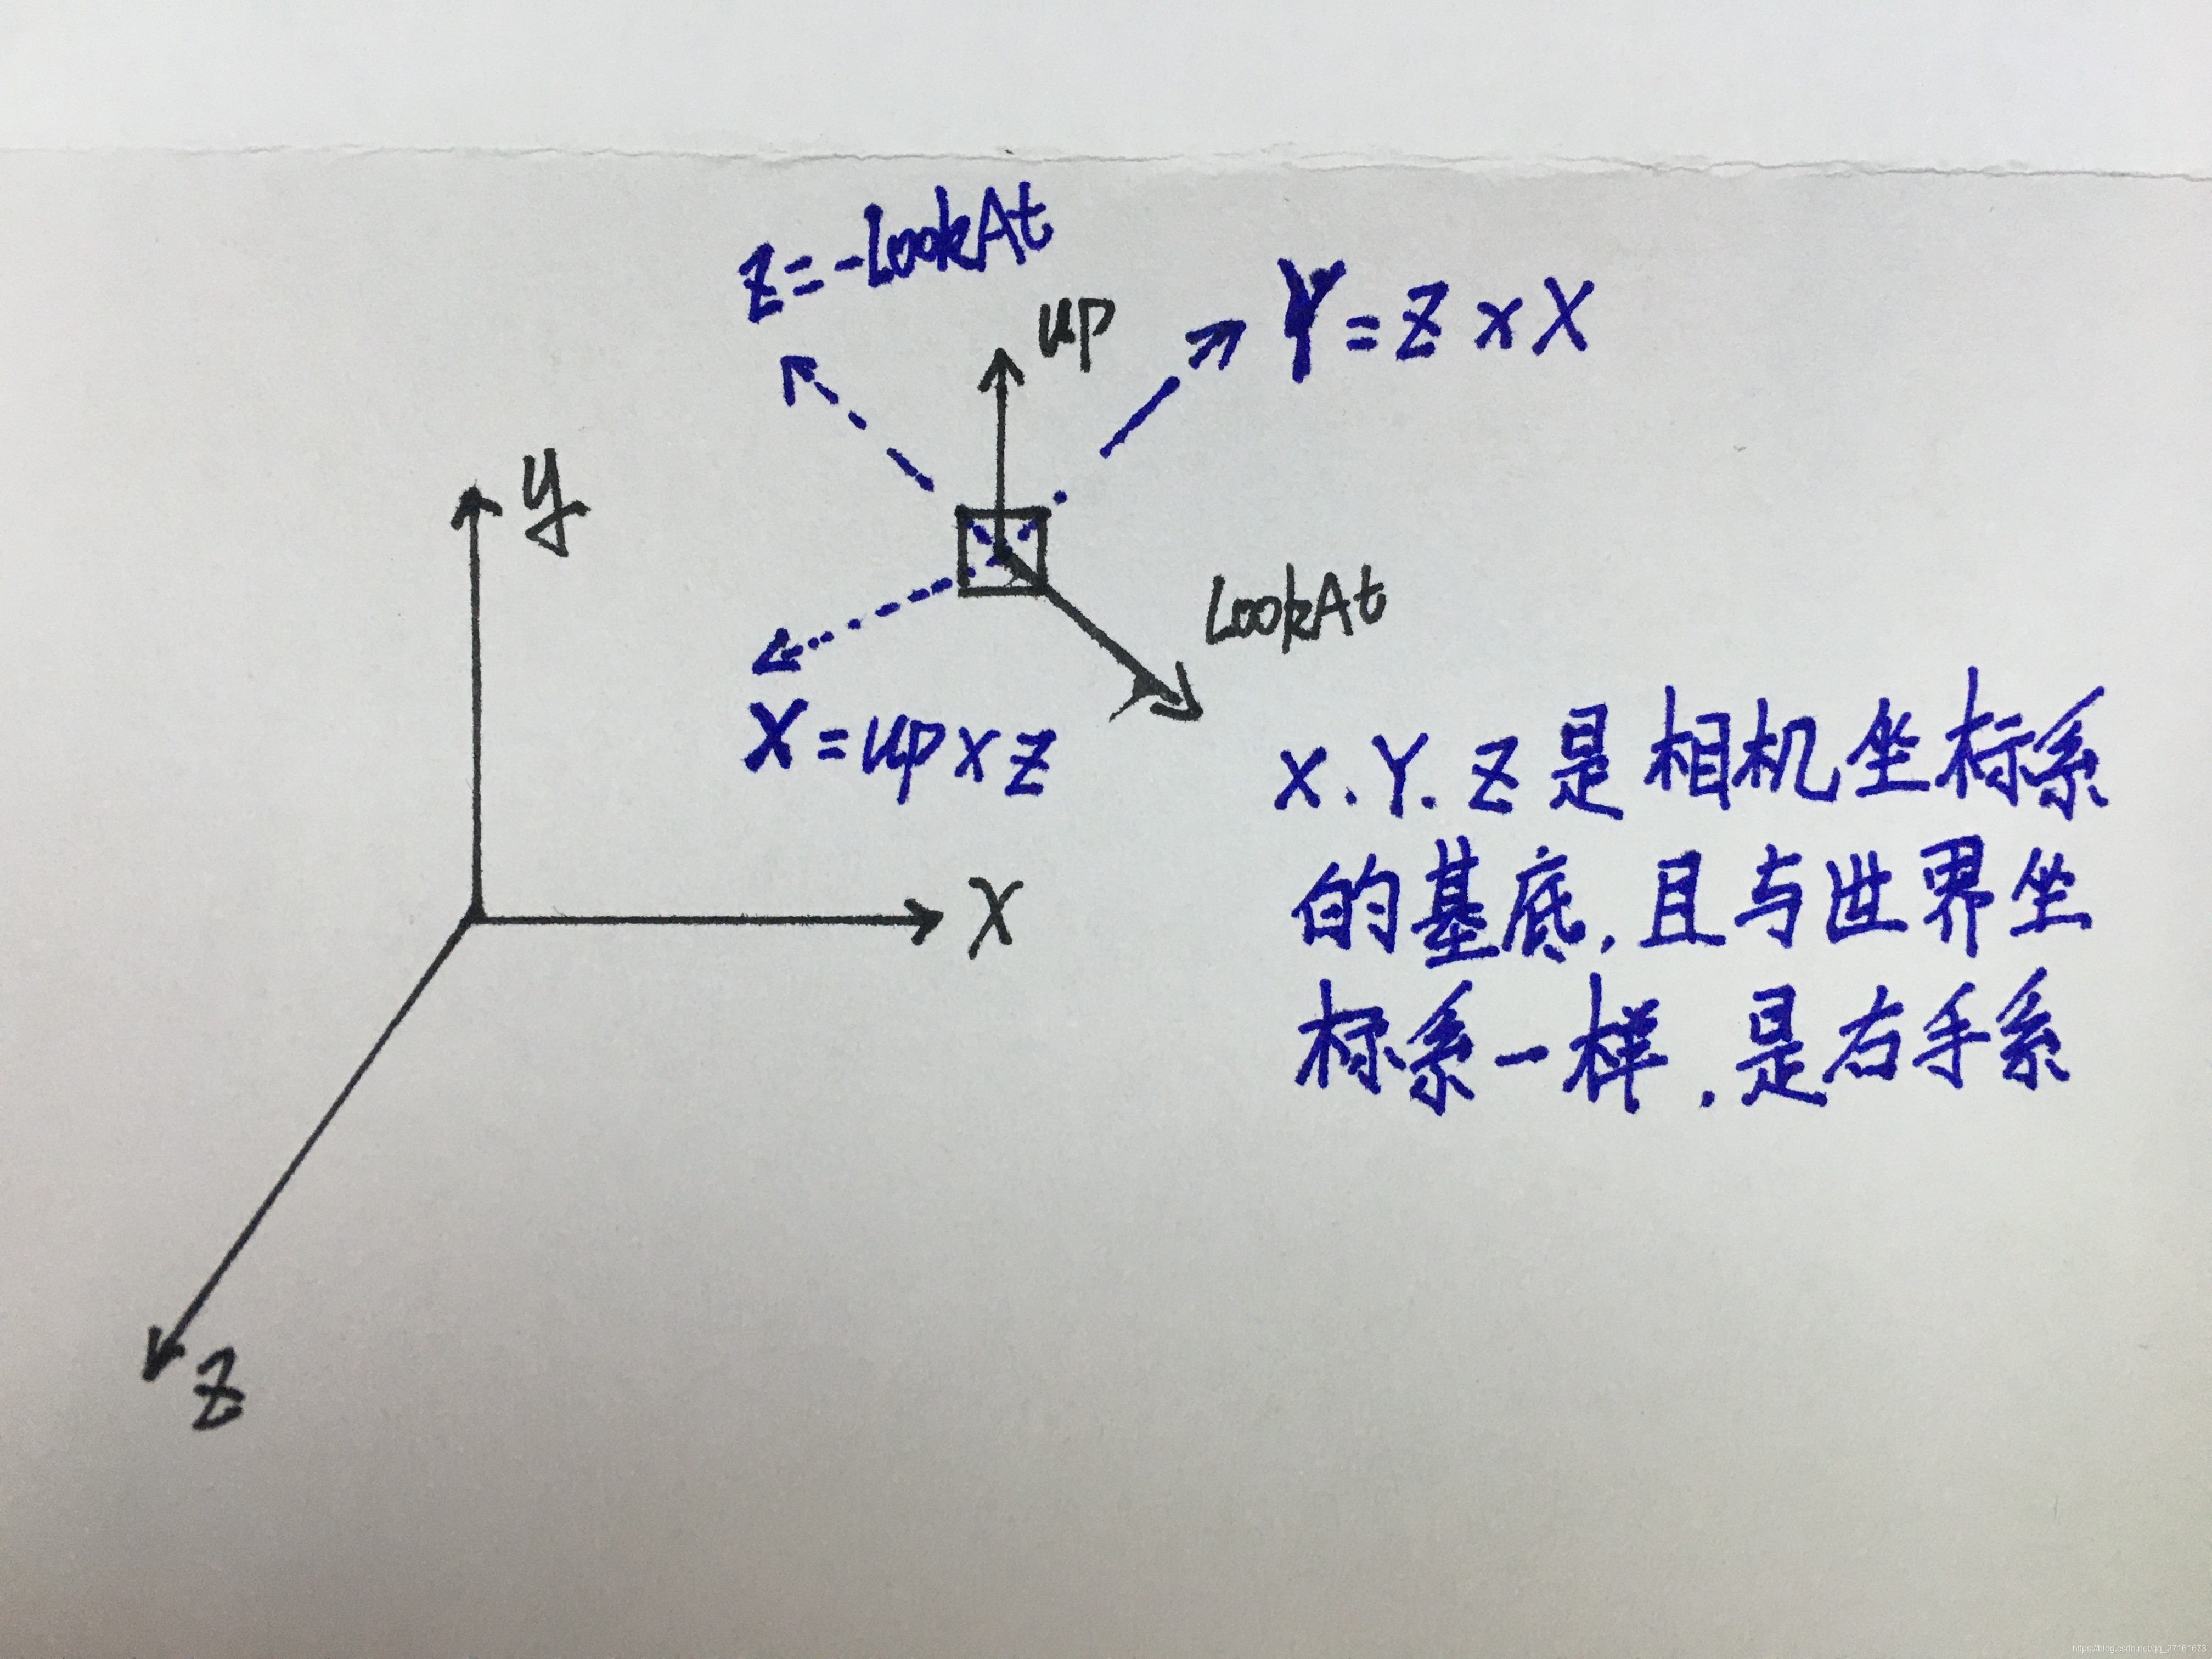 Z=-LookAt
up
Y=Z×X
y
LookAt
X=up×Z
X.Y.Z是相机坐标系
的基底,且与世界坐
标系一样.是右手系
X
Z
https://blog.csdn.net/qq_27161673